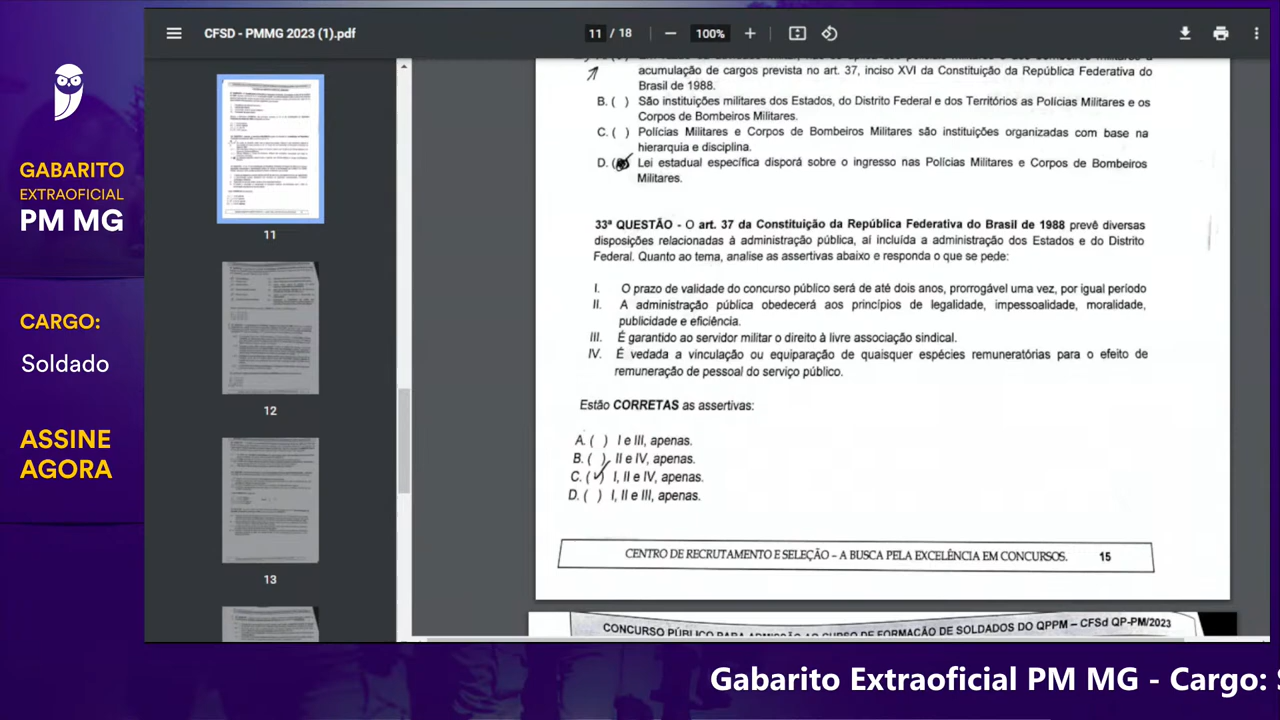 CFSD - PMMG 2023 (1).pdf
11 / 18
100%
GABARITO
EXTRAOFICIAL
PM MG
CARGO:
Soldado
ASSINE
AGORA
11
12
13
acumulação de cargos prevista no art. 37, inciso XVI da Constituição da República Federativa do
Brasil de 1988.
B. ( ) São instituições militares dos Estados, do Distrito Federal e dos Territórios as Polícias Militares e os
Corpos de Bombeiros Militares.
C. ( ) Polícias Militares e Corpos de Bombeiros Militares são instituições organizadas com base na
hierarquia e disciplina.
D. ( ) Lei estadual específica disporá sobre o ingresso nas Polícias Militares e Corpos de Bombeiros
Militares.
33ª QUESTÃO - O art. 37 da Constituição da República Federativa do Brasil de 1988 prevê diversas
disposições relacionadas à administração pública, aí incluída a administração dos Estados e do Distrito
Federal. Quanto ao tema, analise as assertivas abaixo e responda o que se pede:
I. O prazo de validade do concurso público será de até dois anos, prorrogável uma vez, por igual período
II. A administração pública obedecerá aos princípios de legalidade, impessoalidade, moralidade,
publicidade e eficiência.
III. É garantido ao servidor militar o direito à livre associação sindical.
IV. É vedada a vinculação ou equiparação de quaisquer espécies remuneratórias para o efeito de
remuneração de pessoal do serviço público.
Estão CORRETAS as assertivas:
A. ( ) I e III, apenas.
B. ( ) II e IV, apenas.
C. ( ) I, II e IV, apenas.
D. ( ) I, II e III, apenas.
CENTRO DE RECRUTAMENTO E SELEÇÃO – A BUSCA PELA EXCELÊNCIA EM CONCURSOS. 15
CONCURSO PÚBLICO PARA ADMISSÃO AO CURSO DE FORMAÇÃO DE SOLDADOS DO QPPM – CFSd QP-PM/2023
Gabarito Extraoficial PM MG - Cargo: